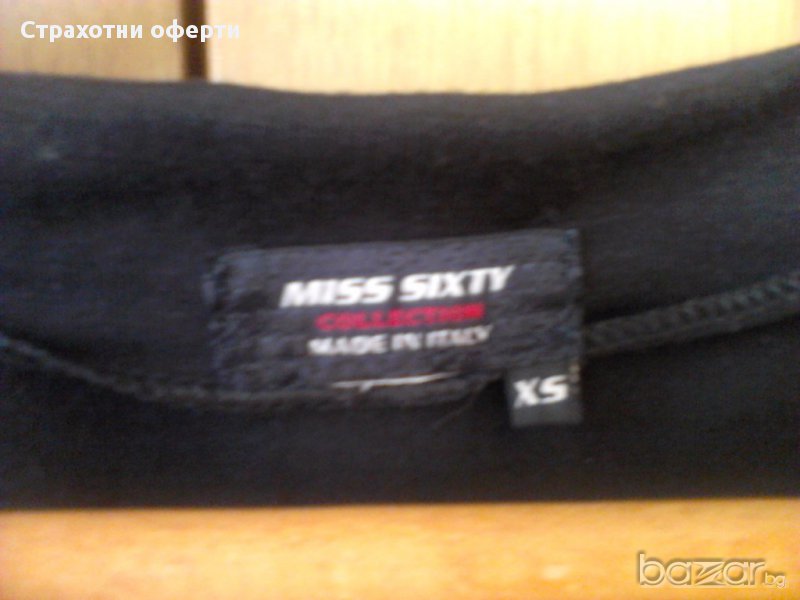 Страхотни оферти
MISS SIXTY
COLLECTION
MADE IN ITALY
XS
bazar.bg